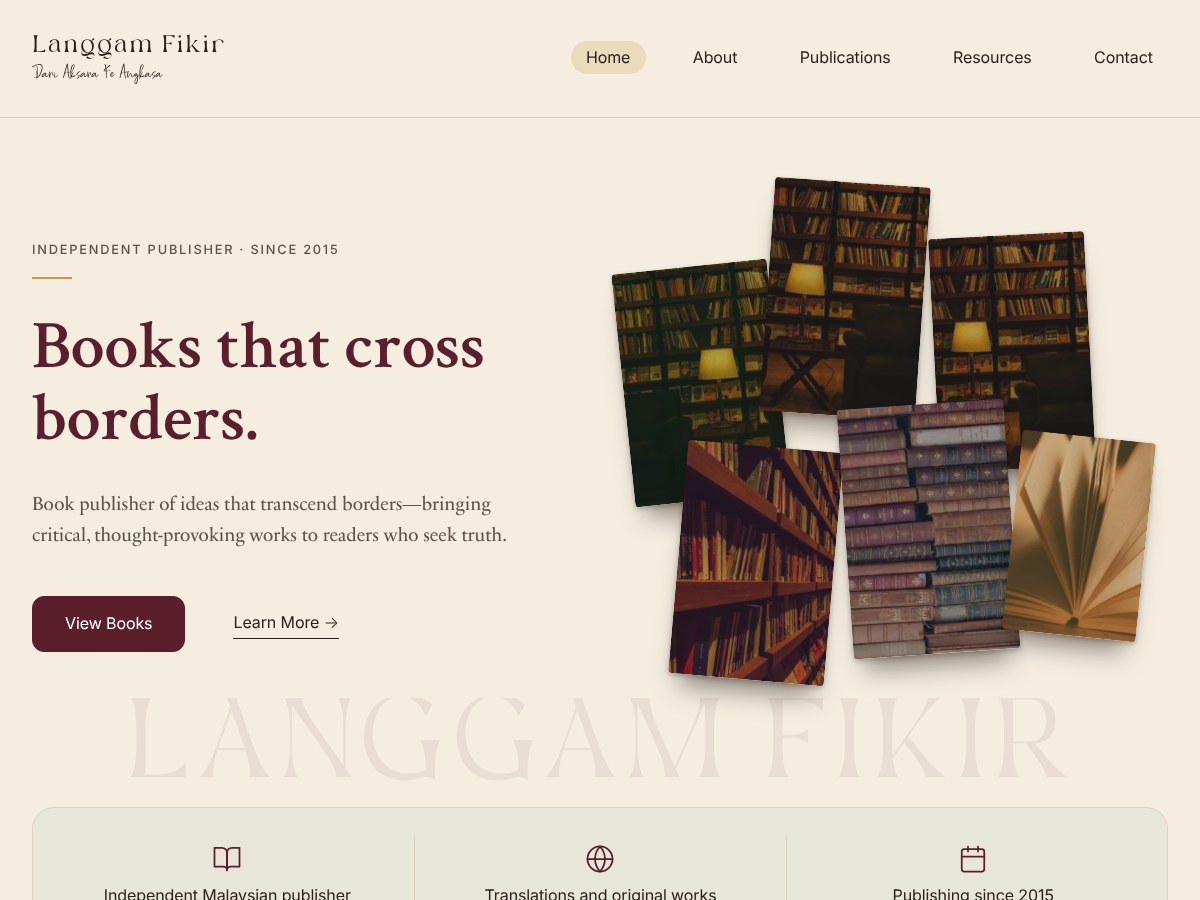 Langgam Fikir
Dari Aksara Ke Angkasa
Home
About
Publications
Resources
Contact
INDEPENDENT PUBLISHER · SINCE 2015
Books that cross
borders.
Book publisher of ideas that transcend borders—bringing
critical, thought-provoking works to readers who seek truth.
View Books
Learn More →
LANGGAM FIKIR
Independent Malaysian publisher
Translations and original works
Publishing since 2015